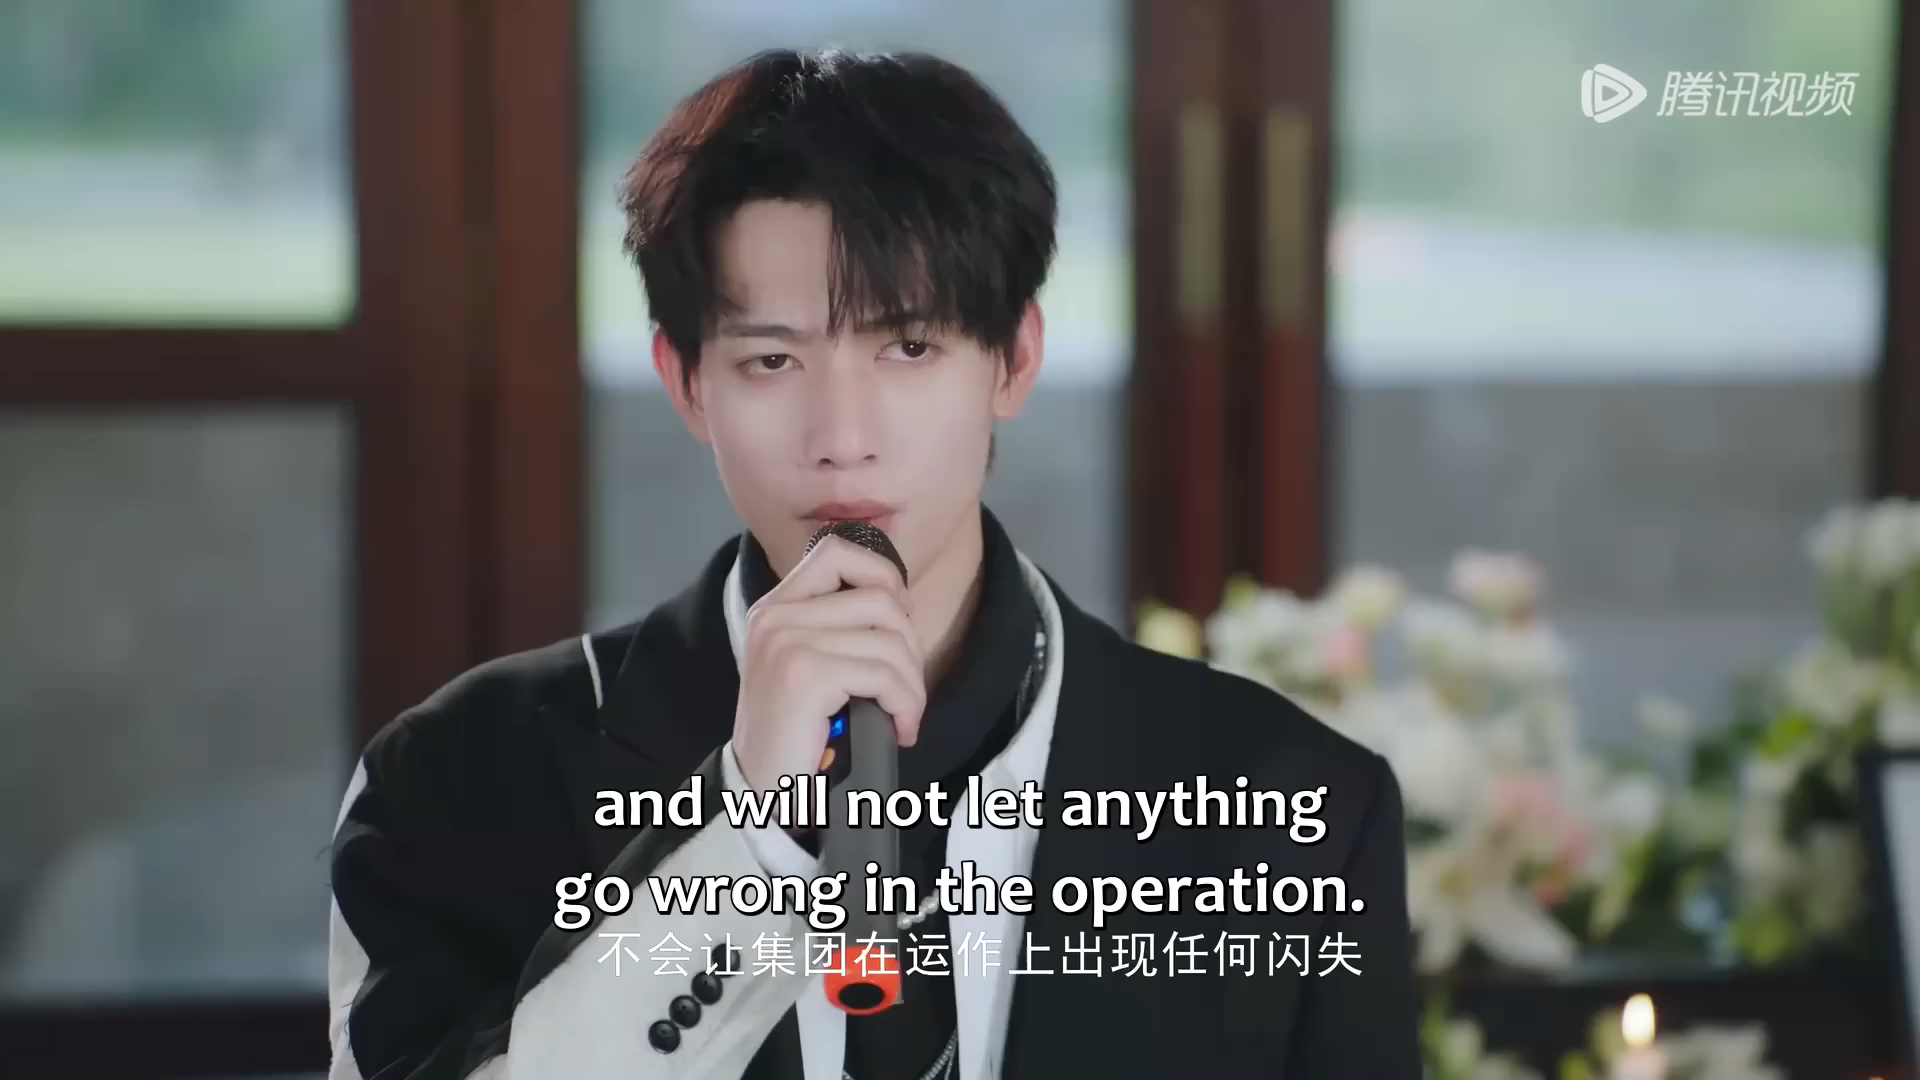 腾讯视频
and will not let anything
go wrong in the operation.
不会让集团在运作上出现任何闪失